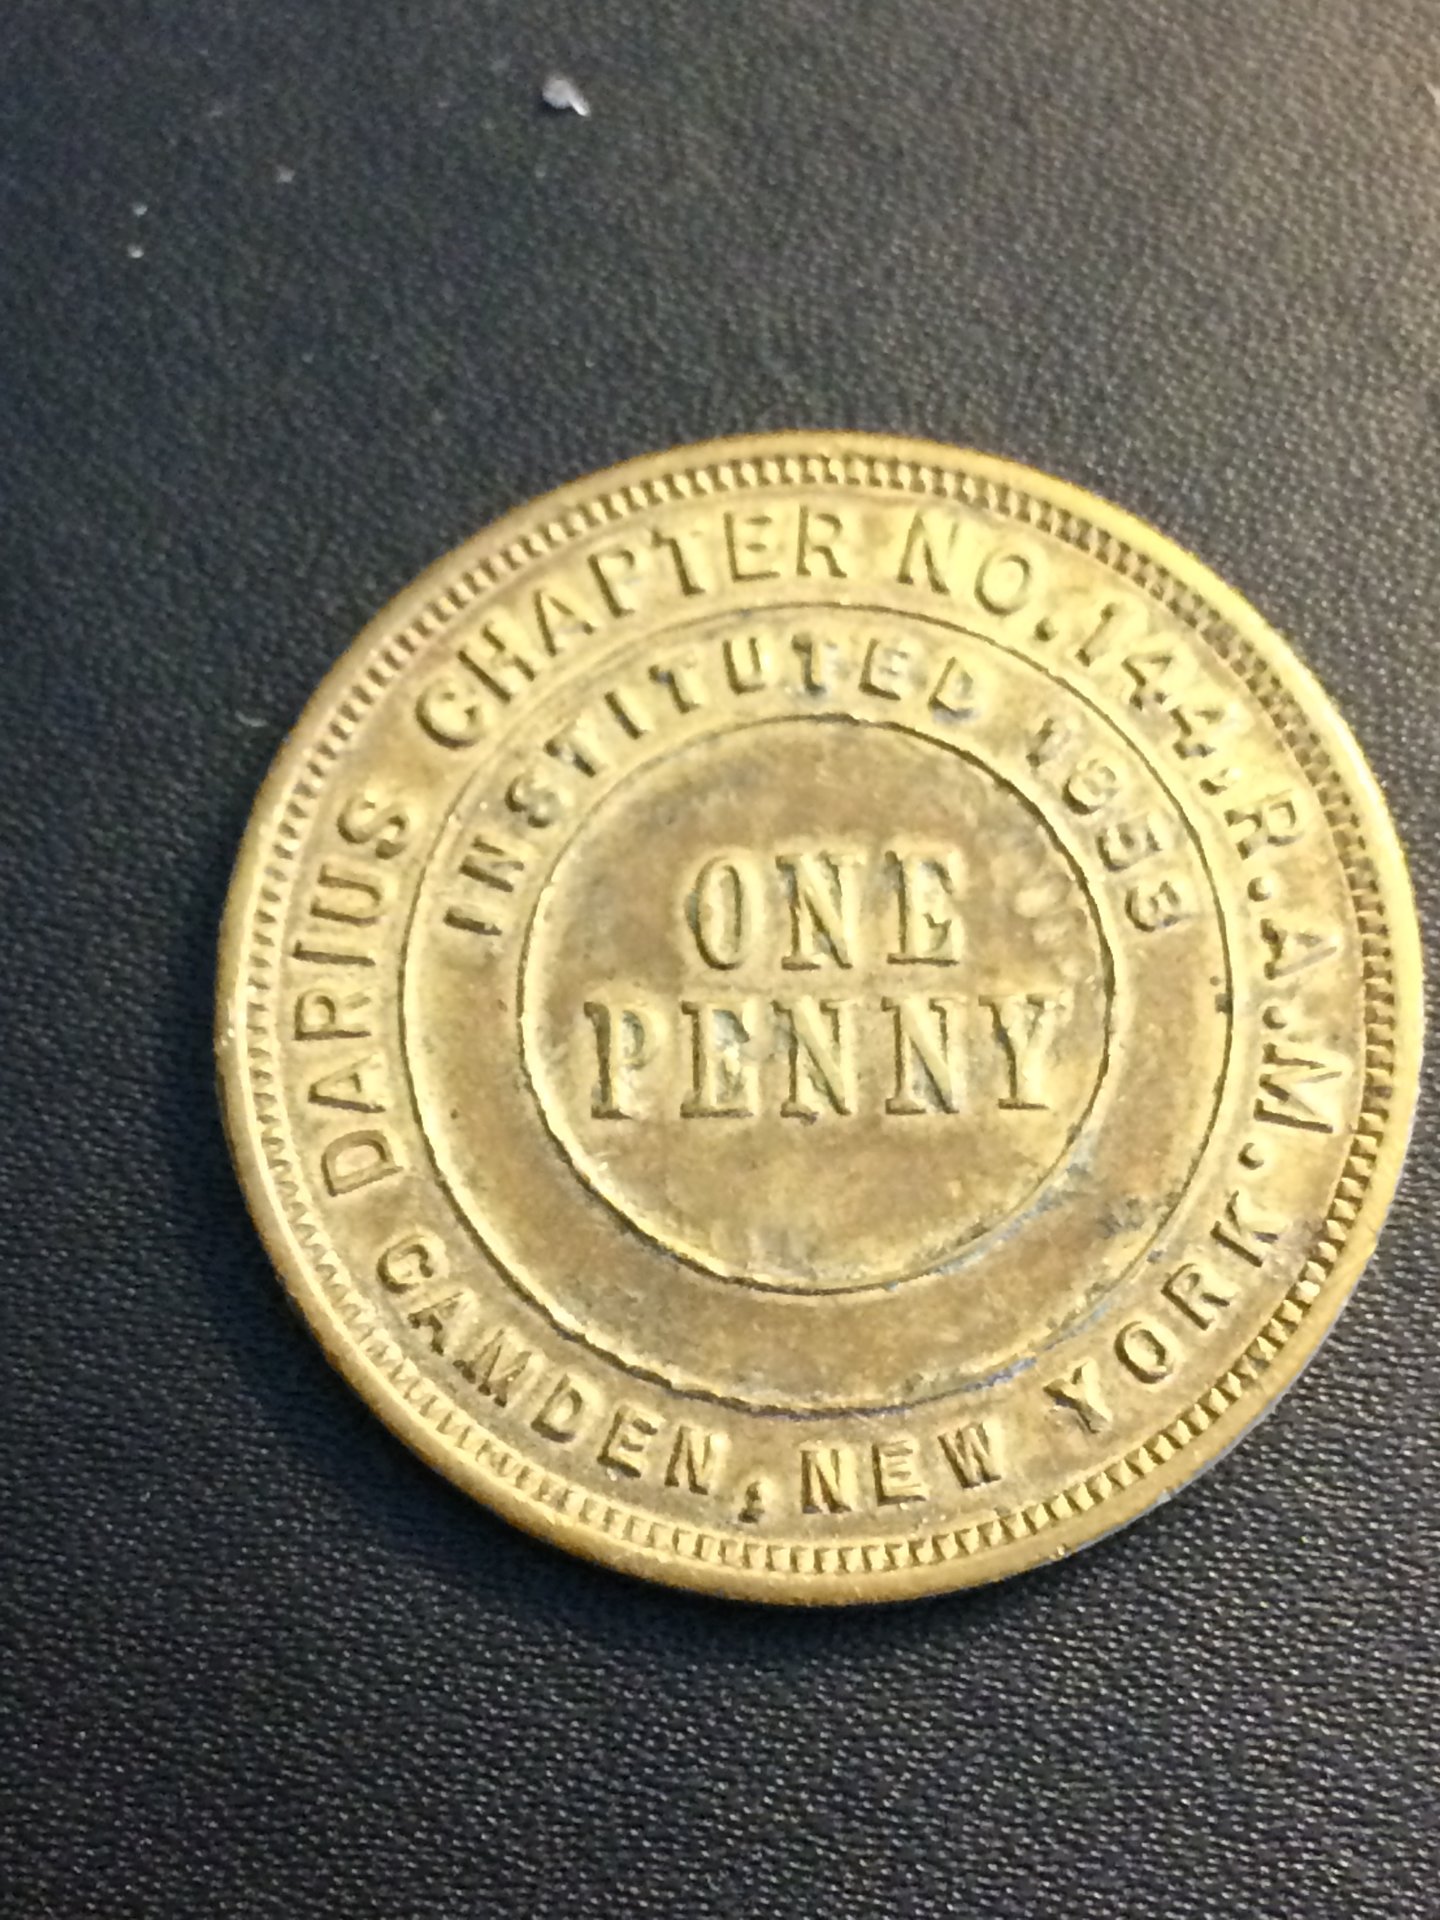 DARIUS CHAPTER NO. 144. R.A.M.
CAMDEN, NEW YORK
INSTITUTED
ONE
PENNY